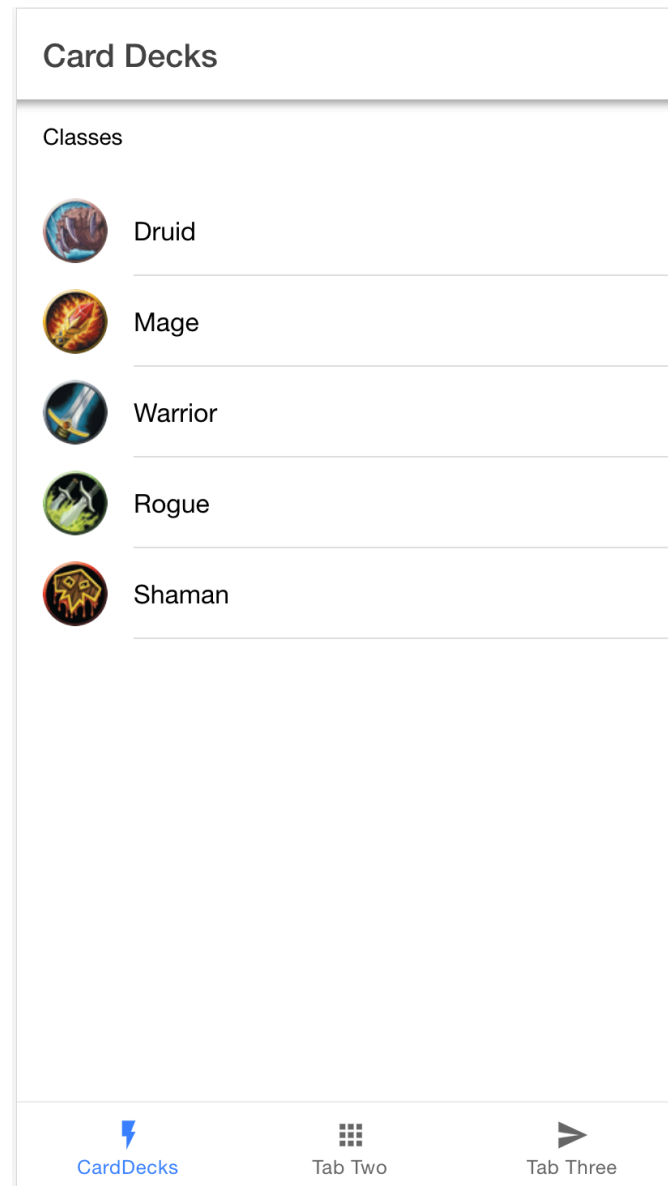 Card Decks
Classes
Druid
Mage
Warrior
Rogue
Shaman
CardDecks
Tab Two
Tab Three